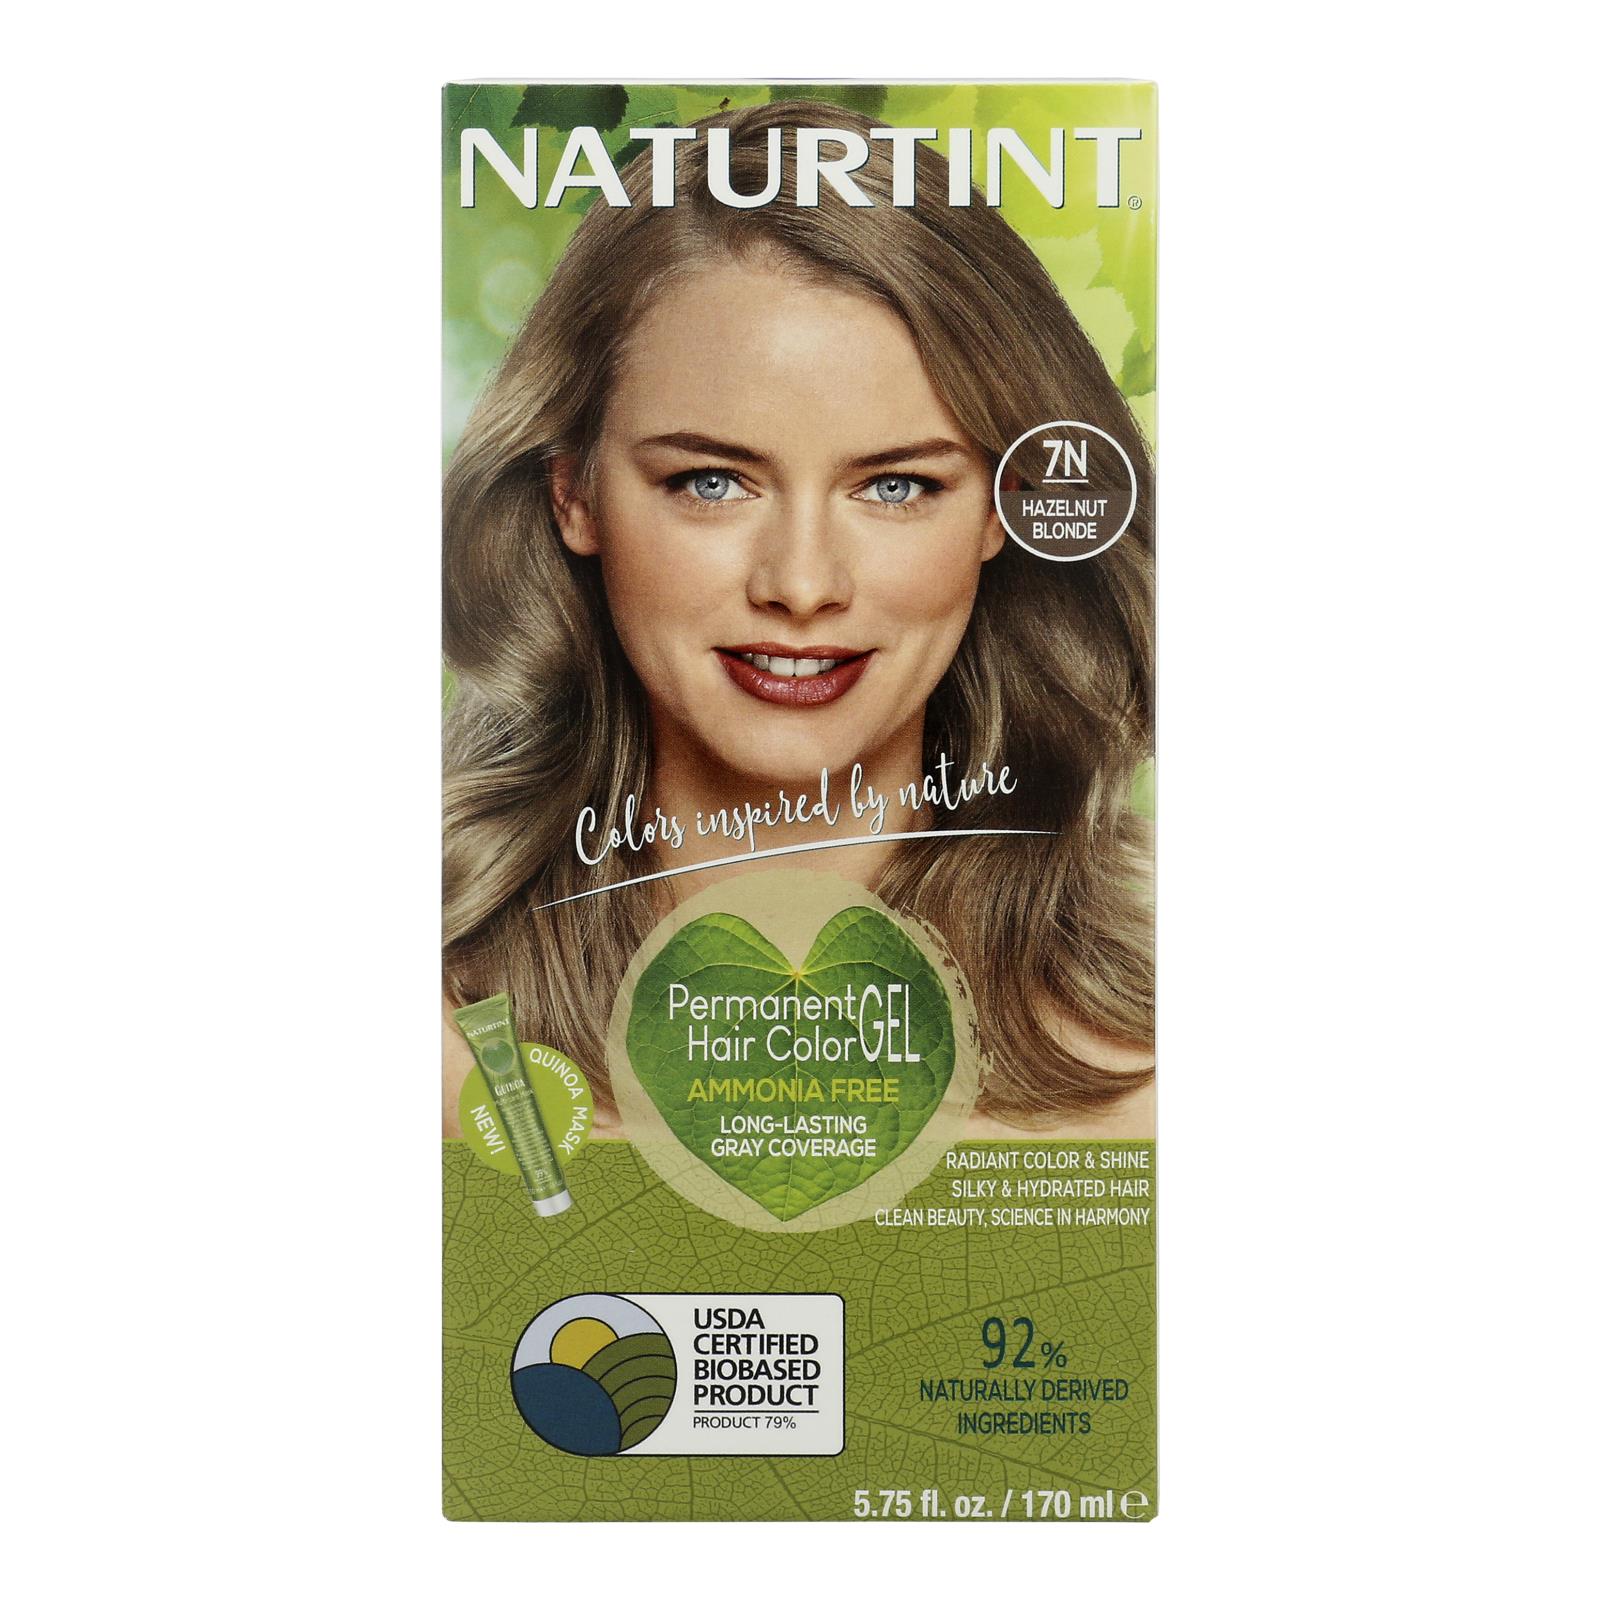 NATURTINT®
7N
HAZELNUT
BLONDE
Colors inspired by nature
Permanent
Hair Color GEL
AMMONIA FREE
LONG-LASTING
GRAY COVERAGE
NATURTINT
QUINOA
QUINOA MASK
NEW!
RADIANT COLOR & SHINE
SILKY & HYDRATED HAIR
CLEAN BEAUTY, SCIENCE IN HARMONY
USDA
CERTIFIED
BIOBASED
PRODUCT
PRODUCT 79%
92%
NATURALLY DERIVED
INGREDIENTS
5.75 fl. oz. / 170 ml ℮